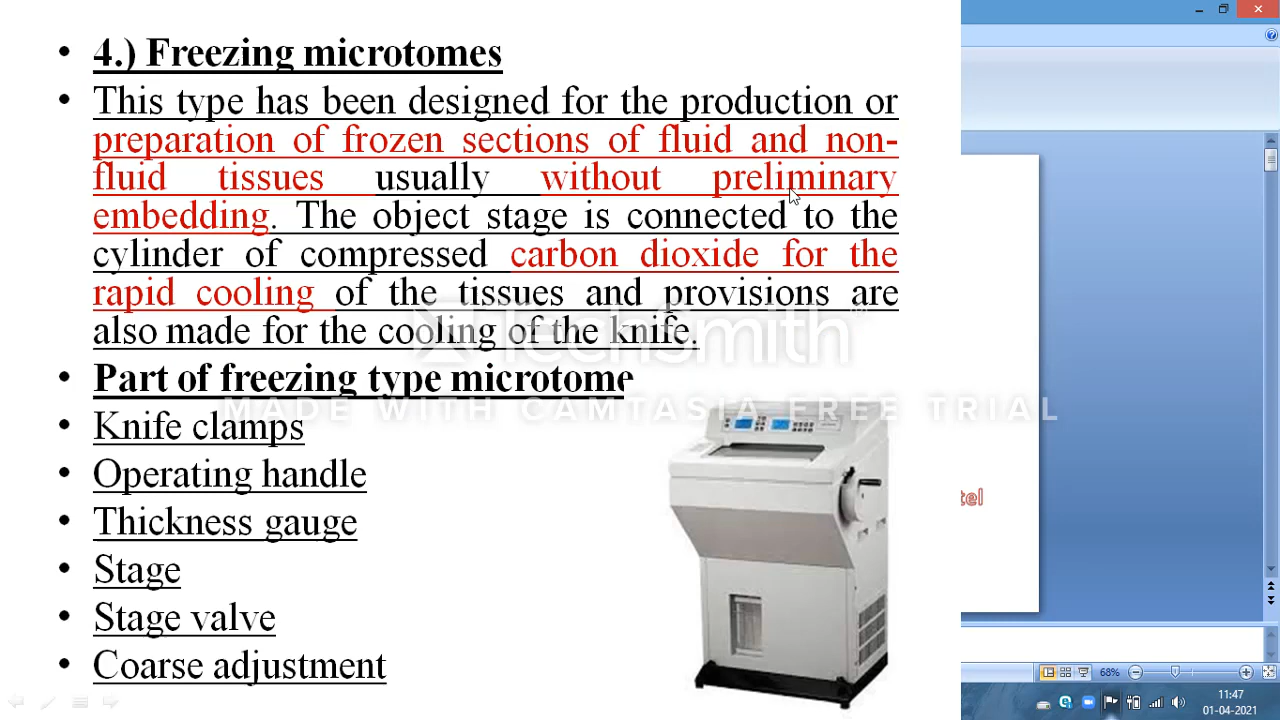 • 4.) Freezing microtomes
• This type has been designed for the production or
preparation of frozen sections of fluid and non-
fluid tissues usually without preliminary
embedding. The object stage is connected to the
cylinder of compressed carbon dioxide for the
rapid cooling of the tissues and provisions are
also made for the cooling of the knife.
TechSmith
• Part of freezing type microtome
MADE WITH CAMTASIA FREE TRIAL
• Knife clamps
• Operating handle
• Thickness gauge
• Stage
• Stage valve
• Coarse adjustment
tel
68%
11:47
01-04-2021